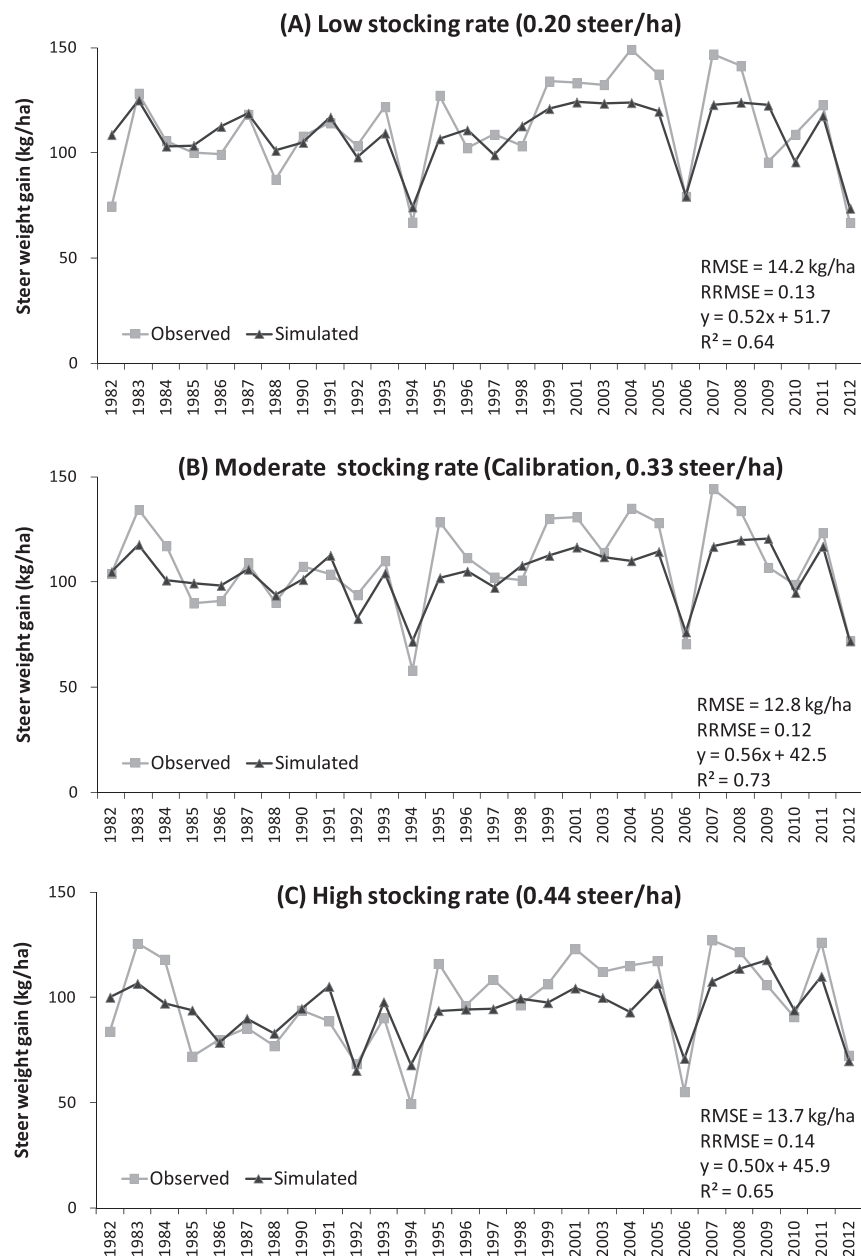 (A) Low stocking rate (0.20 steer/ha)
Steer weight gain (kg/ha)
150
100
50
0
RMSE = 14.2 kg/ha
RRMSE = 0.13
y = 0.52x + 51.7
R² = 0.64
Observed Simulated
1982 1983 1984 1985 1986 1987 1988 1990 1991 1992 1993 1994 1995 1996 1997 1998 1999 2001 2003 2004 2005 2006 2007 2008 2009 2010 2011 2012
(B) Moderate stocking rate (Calibration, 0.33 steer/ha)
Steer weight gain (kg/ha)
150
100
50
0
RMSE = 12.8 kg/ha
RRMSE = 0.12
y = 0.56x + 42.5
R² = 0.73
Observed Simulated
1982 1983 1984 1985 1986 1987 1988 1990 1991 1992 1993 1994 1995 1996 1997 1998 1999 2001 2003 2004 2005 2006 2007 2008 2009 2010 2011 2012
(C) High stocking rate (0.44 steer/ha)
Steer weight gain (kg/ha)
150
100
50
0
RMSE = 13.7 kg/ha
RRMSE = 0.14
y = 0.50x + 45.9
R² = 0.65
Observed Simulated
1982 1983 1984 1985 1986 1987 1988 1990 1991 1992 1993 1994 1995 1996 1997 1998 1999 2001 2003 2004 2005 2006 2007 2008 2009 2010 2011 2012